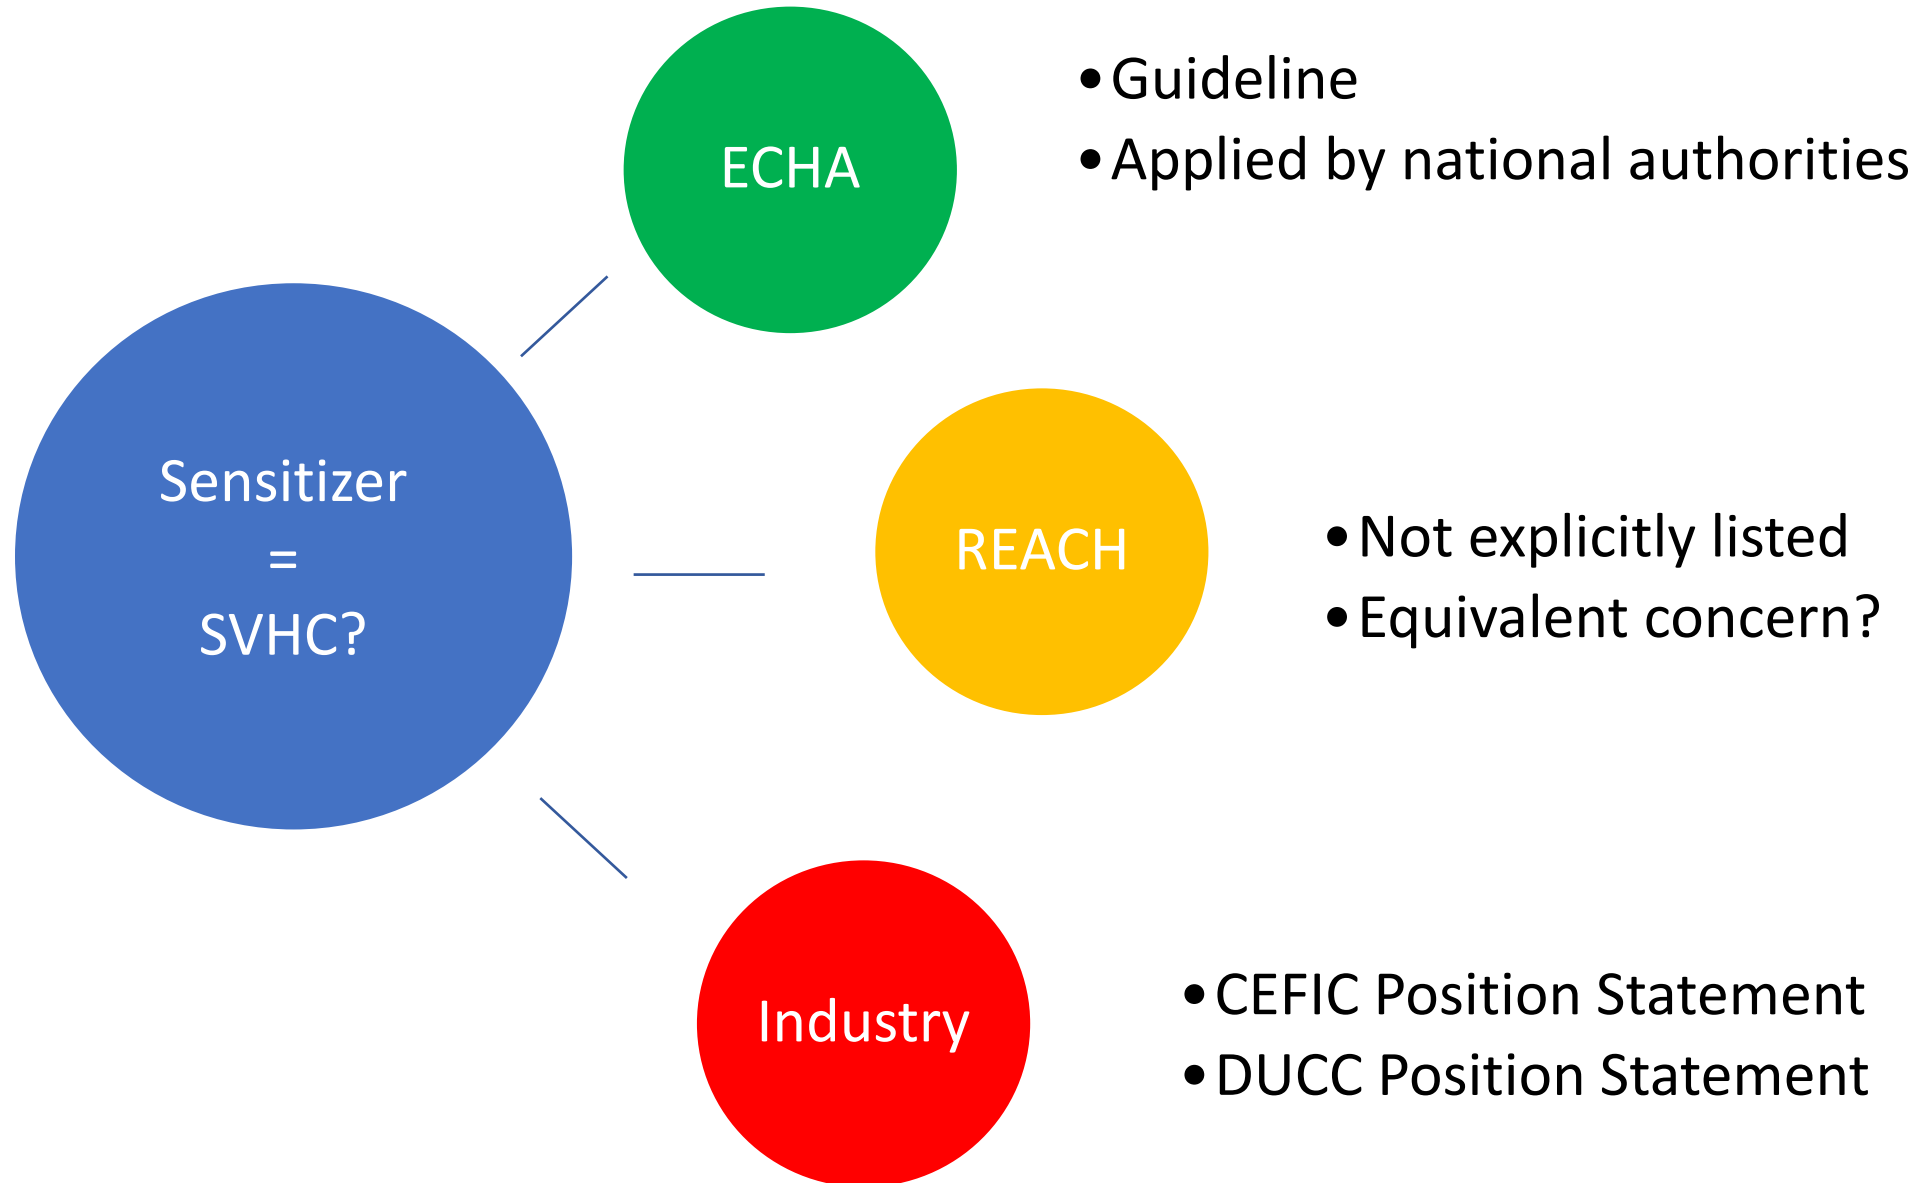 ECHA
• Guideline
• Applied by national authorities
Sensitizer
=
SVHC?
REACH
• Not explicitly listed
• Equivalent concern?
Industry
• CEFIC Position Statement
• DUCC Position Statement